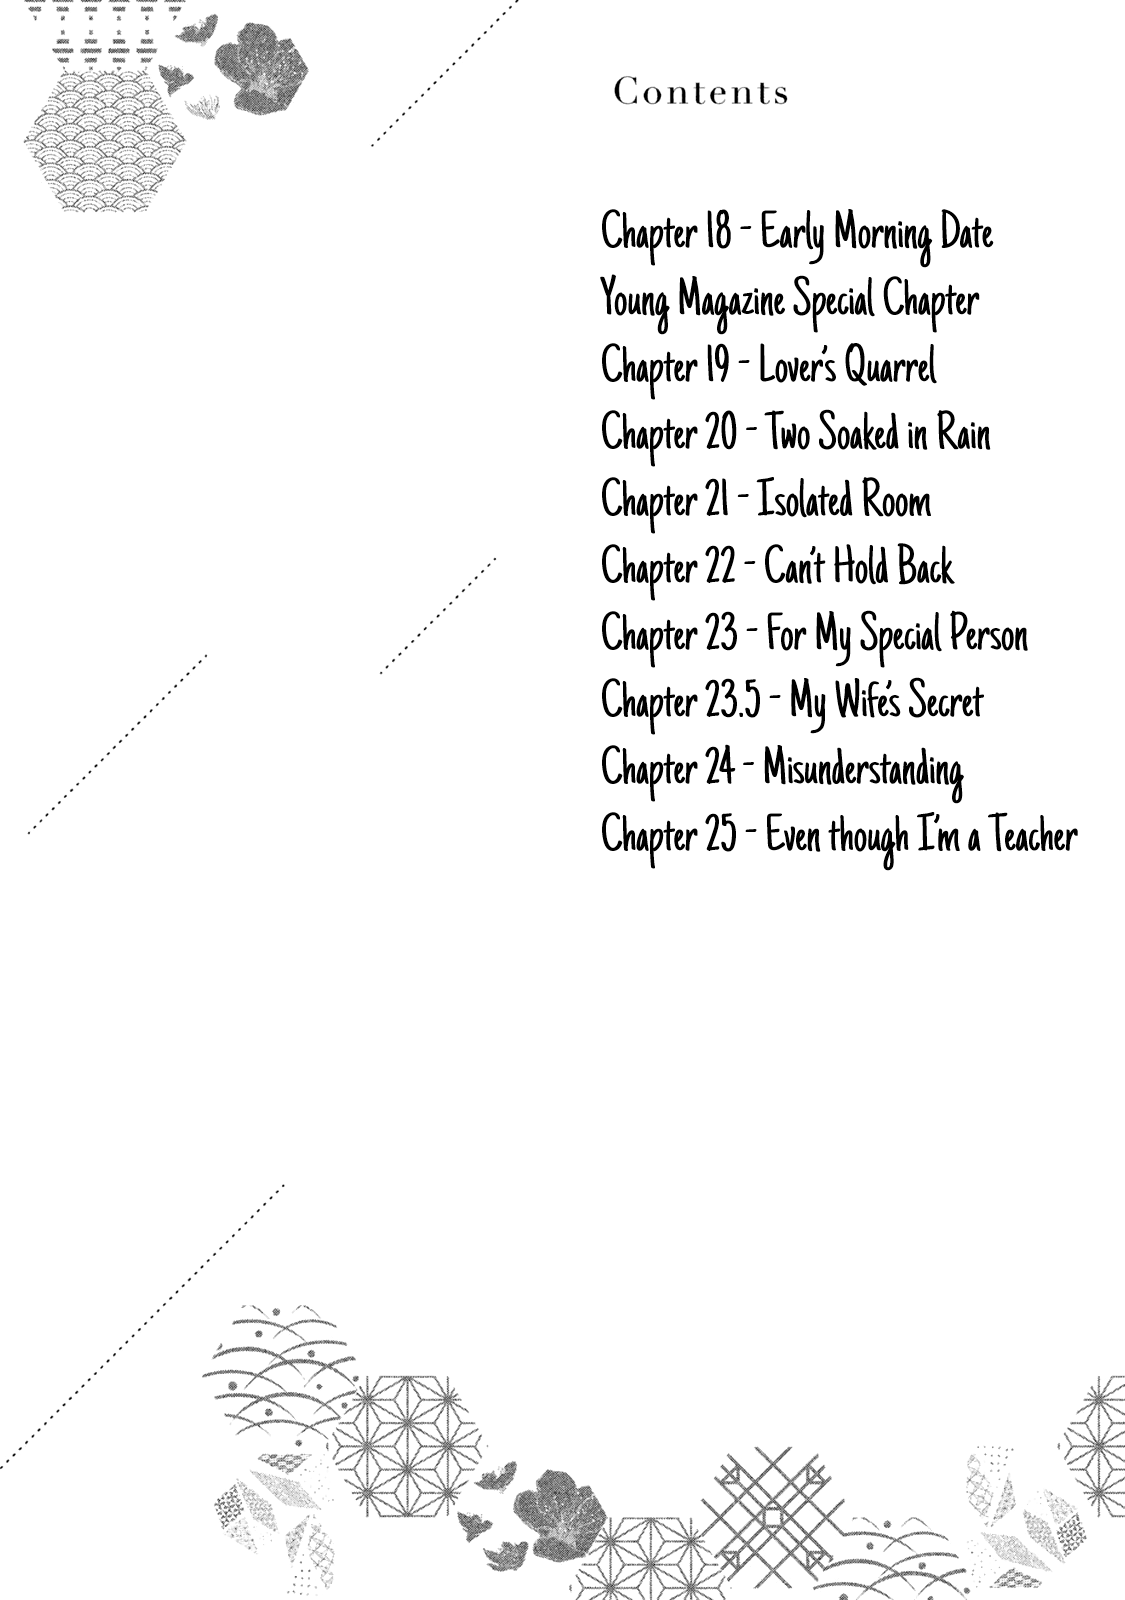 Contents
Chapter 18 - Early Morning Date
Young Magazine Special Chapter
Chapter 19 - Lover's Quarrel
Chapter 20 - Two Soaked in Rain
Chapter 21 - Isolated Room
Chapter 22 - Can't Hold Back
Chapter 23 - For My Special Person
Chapter 23.5 - My Wife's Secret
Chapter 24 - Misunderstanding
Chapter 25 - Even though I'm a Teacher